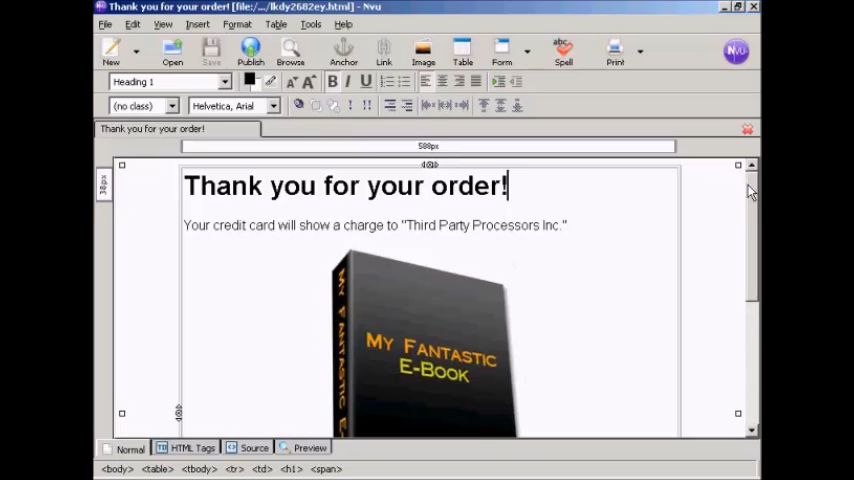 Thank you for your order! [file:/.../lkdy2682ey.html] - Nvu
File Edit View Insert Format Table Tools Help
New Open Save Publish Browse Anchor Link Image Table Form Spell Print
Heading 1
B I U
(no class) Helvetica, Arial ! !!
Thank you for your order!
588px
38px
Thank you for your order!
Your credit card will show a charge to "Third Party Processors Inc."
MY FANTASTIC
E-BOOK
MY FANTASTIC E-
Normal HTML Tags Source Preview
<body> <table> <tbody> <tr> <td> <h1> <span>